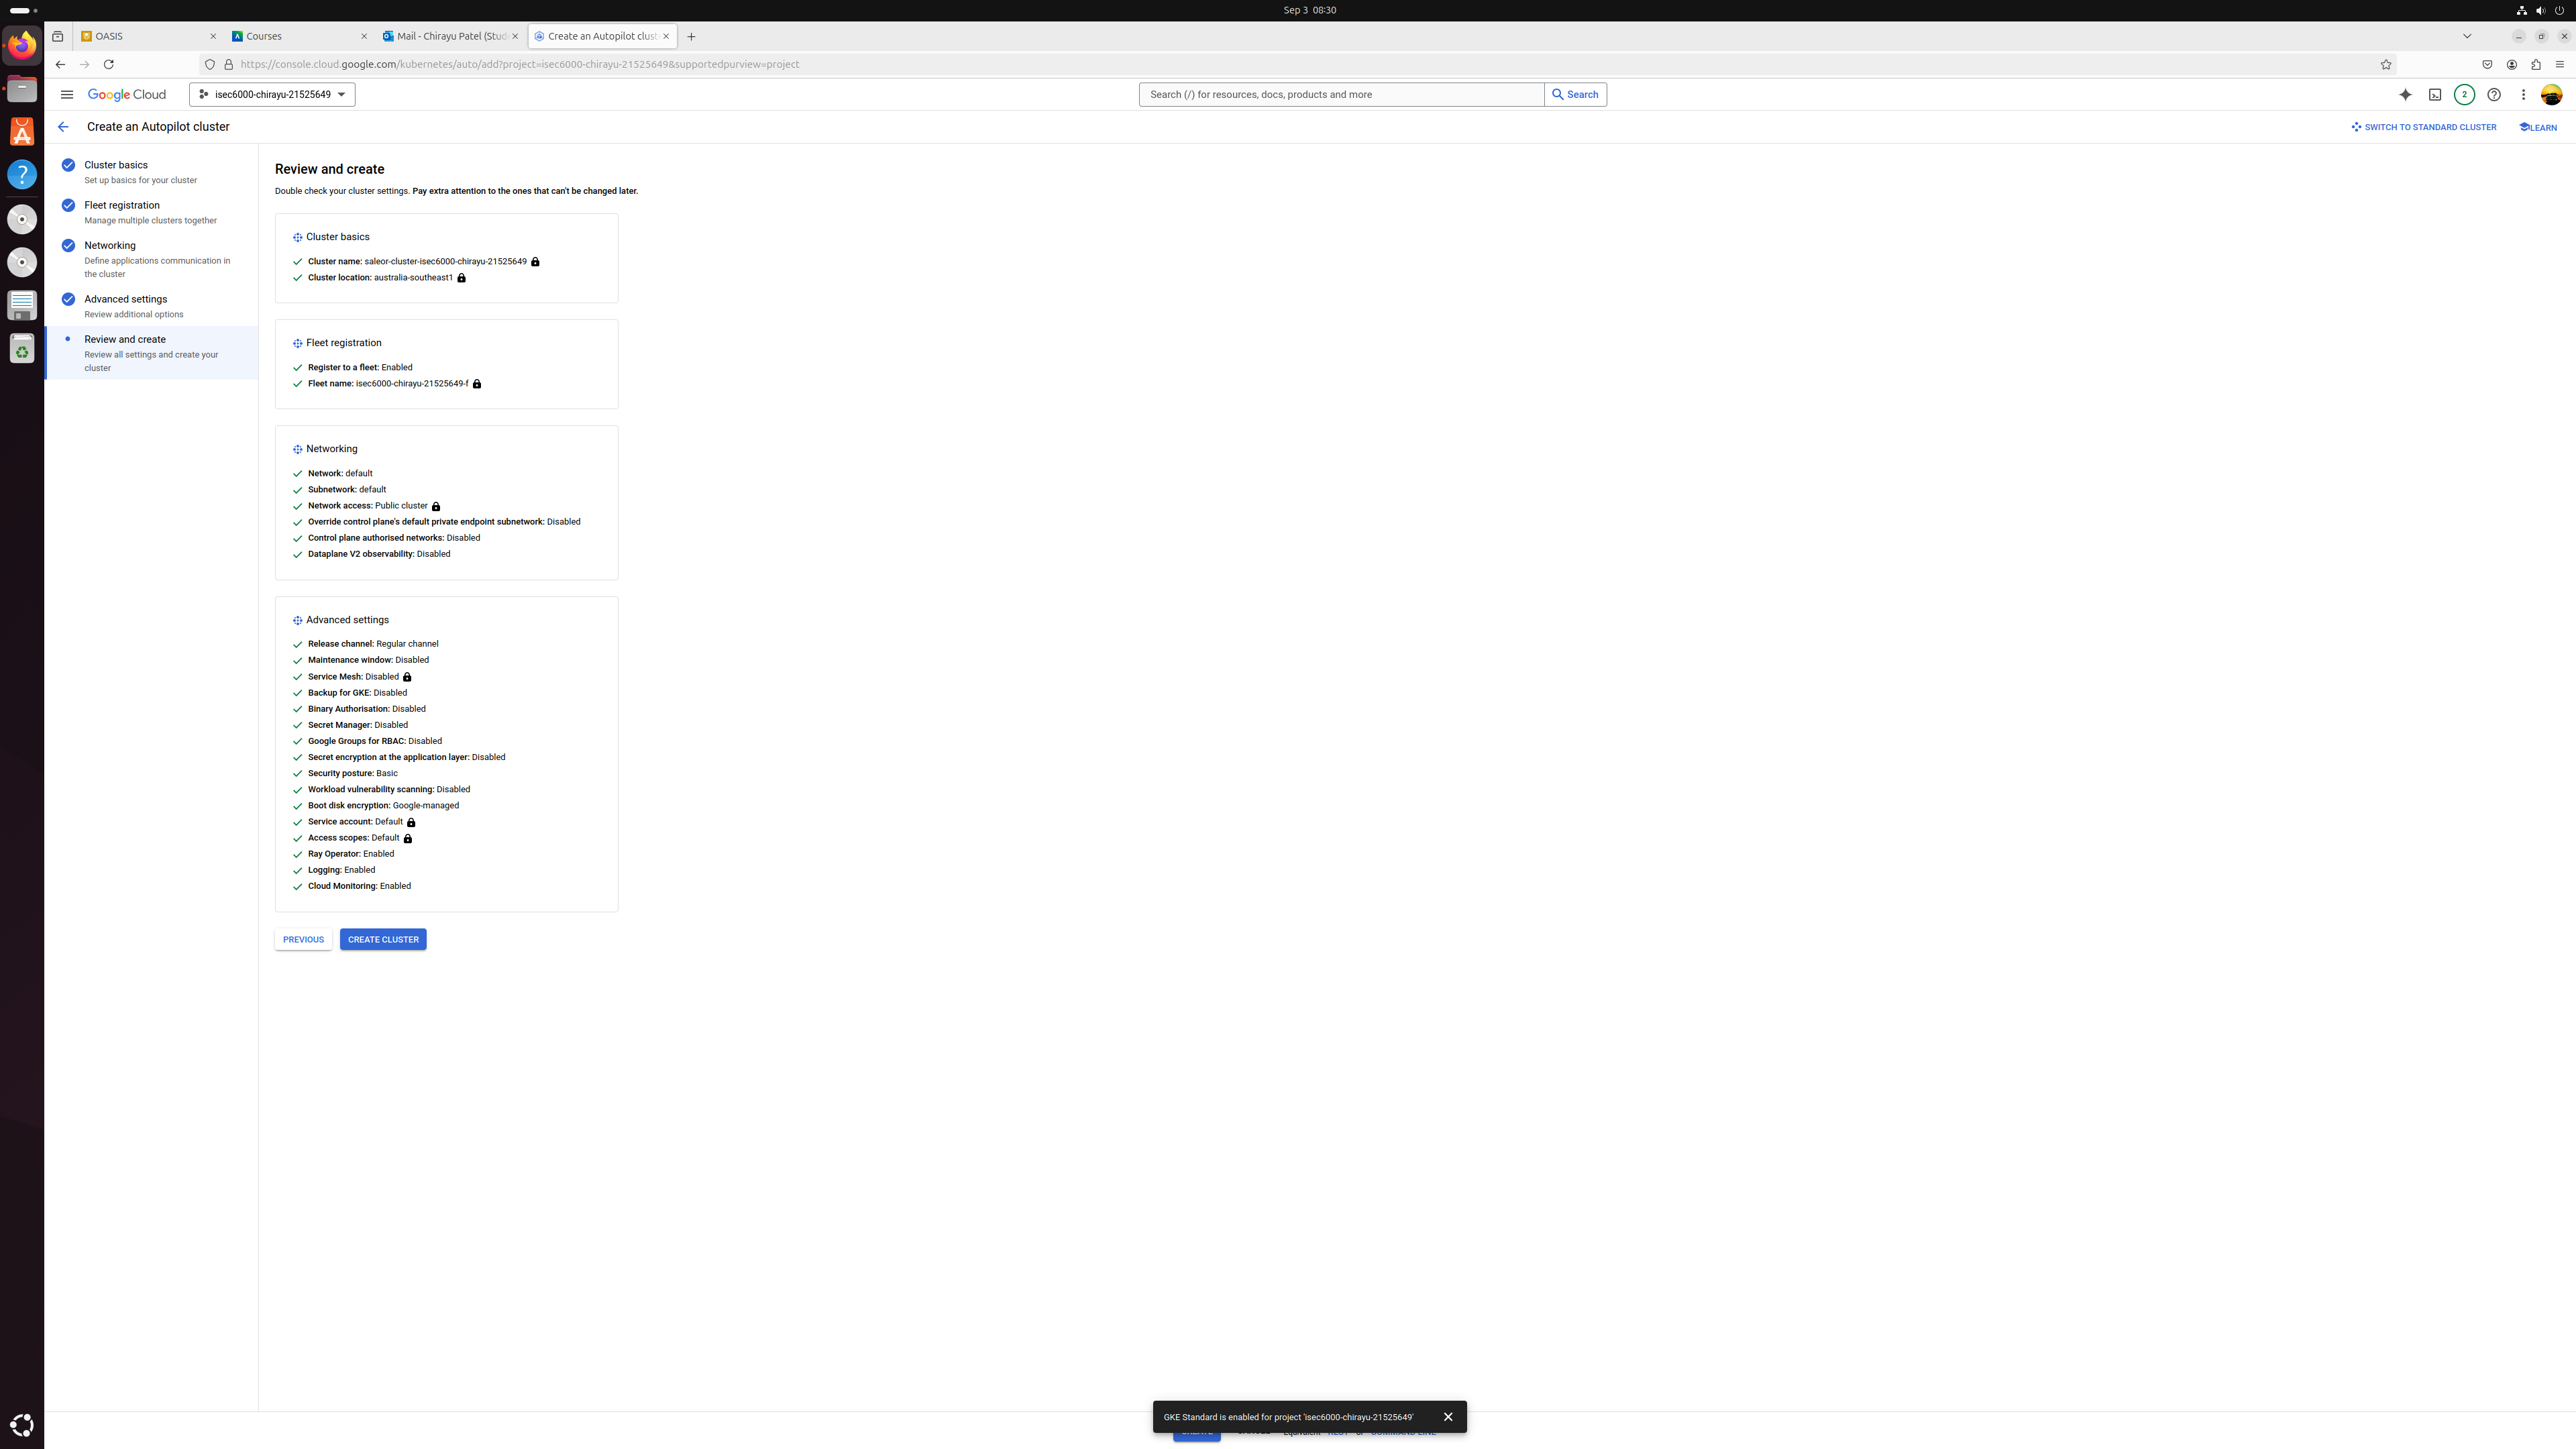 Sep 3 08:30
OASIS
Courses
Mail - Chirayu Patel (Stud
Create an Autopilot clust
https://console.cloud.google.com/kubernetes/auto/add?project=isec6000-chirayu-21525649&supportedpurview=project
Google Cloud
isec6000-chirayu-21525649
Search (/) for resources, docs, products and more
Search
2
Create an Autopilot cluster
SWITCH TO STANDARD CLUSTER
LEARN
Cluster basics
Set up basics for your cluster
Fleet registration
Manage multiple clusters together
Networking
Define applications communication in
the cluster
Advanced settings
Review additional options
Review and create
Review all settings and create your
cluster
Review and create
Double check your cluster settings. Pay extra attention to the ones that can't be changed later.
Cluster basics
Cluster name: saleor-cluster-isec6000-chirayu-21525649
Cluster location: australia-southeast1
Fleet registration
Register to a fleet: Enabled
Fleet name: isec6000-chirayu-21525649-f
Networking
Network: default
Subnetwork: default
Network access: Public cluster
Override control plane's default private endpoint subnetwork: Disabled
Control plane authorised networks: Disabled
Dataplane V2 observability: Disabled
Advanced settings
Release channel: Regular channel
Maintenance window: Disabled
Service Mesh: Disabled
Backup for GKE: Disabled
Binary Authorisation: Disabled
Secret Manager: Disabled
Google Groups for RBAC: Disabled
Secret encryption at the application layer: Disabled
Security posture: Basic
Workload vulnerability scanning: Disabled
Boot disk encryption: Google-managed
Service account: Default
Access scopes: Default
Ray Operator: Enabled
Logging: Enabled
Cloud Monitoring: Enabled
PREVIOUS
CREATE CLUSTER
GKE Standard is enabled for project 'isec6000-chirayu-21525649'